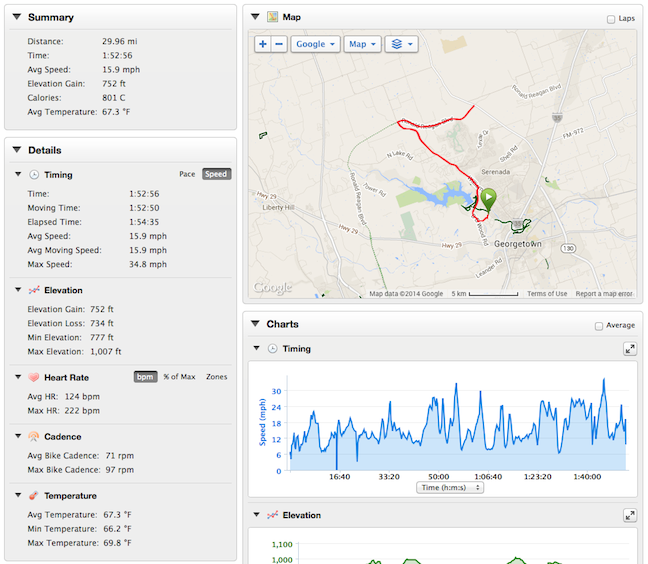 Summary
Distance: 29.96 mi
Time: 1:52:56
Avg Speed: 15.9 mph
Elevation Gain: 752 ft
Calories: 801 C
Avg Temperature: 67.3 °F
Details
Timing Pace Speed
Time: 1:52:56
Moving Time: 1:52:50
Elapsed Time: 1:54:35
Avg Speed: 15.9 mph
Avg Moving Speed: 15.9 mph
Max Speed: 34.8 mph
Elevation
Elevation Gain: 752 ft
Elevation Loss: 734 ft
Min Elevation: 777 ft
Max Elevation: 1,007 ft
Heart Rate bpm % of Max Zones
Avg HR: 124 bpm
Max HR: 222 bpm
Cadence
Avg Bike Cadence: 71 rpm
Max Bike Cadence: 97 rpm
Temperature
Avg Temperature: 67.3 °F
Min Temperature: 66.2 °F
Max Temperature: 69.8 °F
Map Laps
+ − Google Map
Ronald Reagan Blvd
FM-972
Shell Rd
N Lake Rd
Serenada
Tower Rd
Ronald Reagan Blvd
Hwy 29
Liberty Hill
Hwy 29
Wood Rd
Georgetown
130
Hwy 29
Leander Rd
Google
Map data ©2014 Google 5 km Terms of Use Report a map error
Charts Average
Timing
Speed (mph)
30
24
18
12
6
0
16:40 33:20 50:00 1:06:40 1:23:20 1:40:00
Time (h:m:s)
Elevation
1,100
1,000